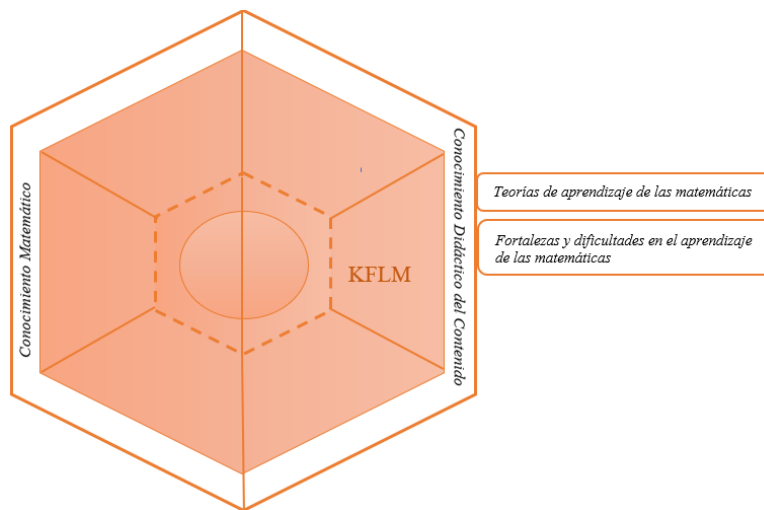 Conocimiento Matemático
KFLM
Conocimiento Didáctico del Contenido
Teorías de aprendizaje de las matemáticas
Fortalezas y dificultades en el aprendizaje
de las matemáticas